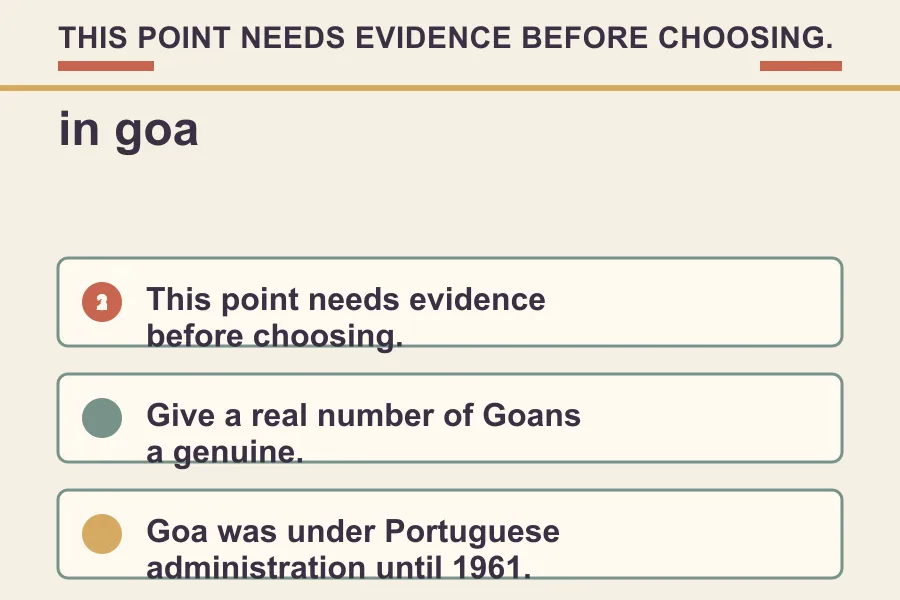 THIS POINT NEEDS EVIDENCE BEFORE CHOOSING.
in goa
This point needs evidence
before choosing.
Give a real number of Goans
a genuine.
Goa was under Portuguese
administration until 1961.